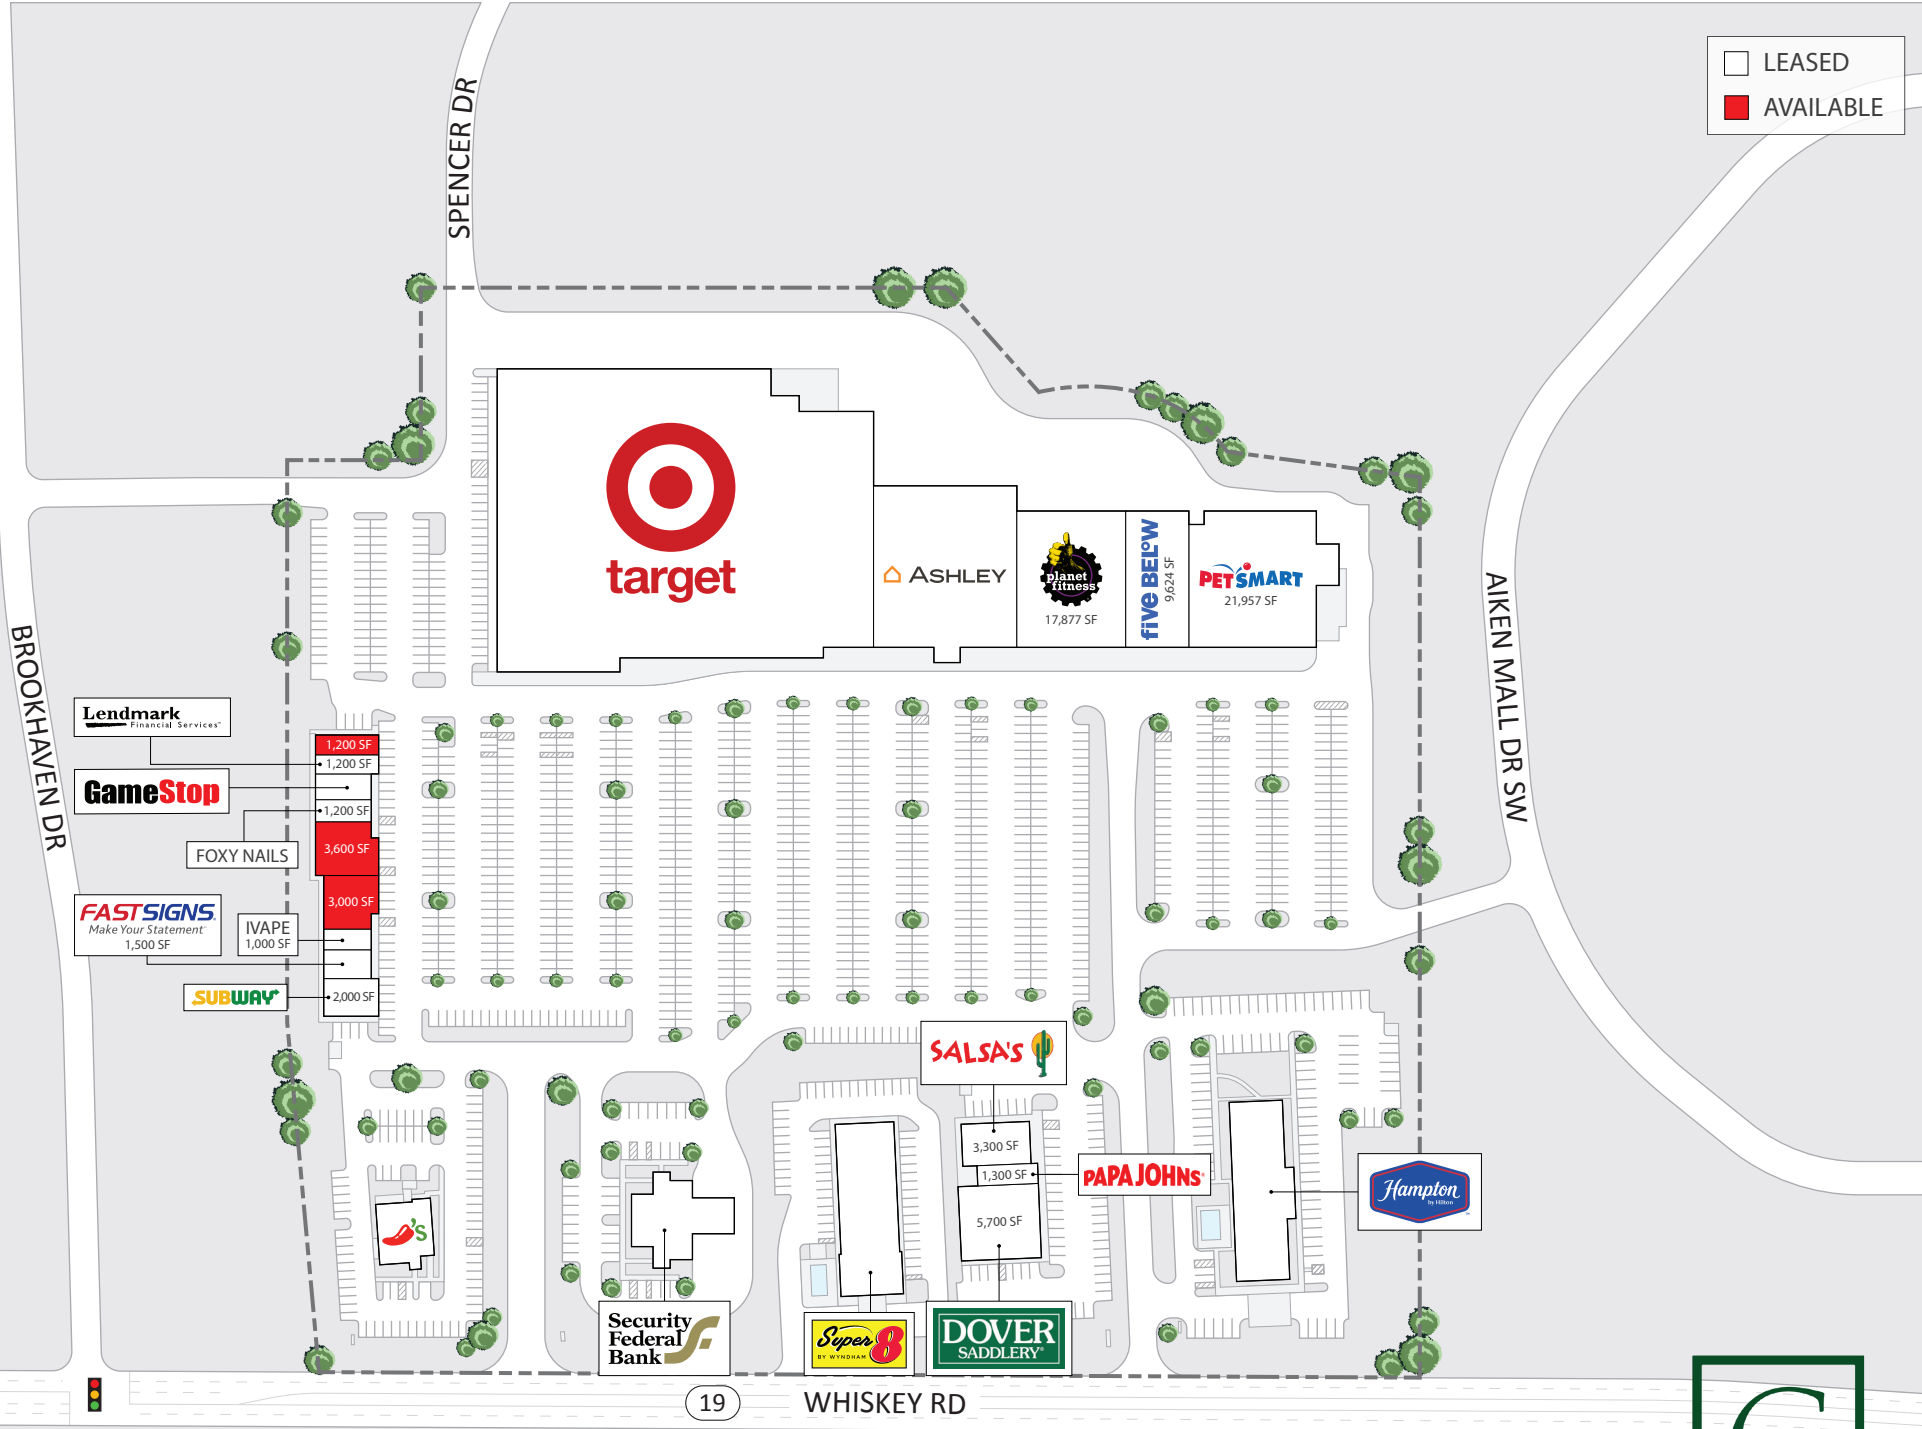 LEASED
AVAILABLE
SPENCER DR
target
ASHLEY
planet
fitness
17,877 SF
five BEL°W
9,624 SF
PETSMART
21,957 SF
AIKEN MALL DR SW
BROOKHAVEN DR
Lendmark
Financial Services
1,200 SF
1,200 SF
GameStop
1,200 SF
FOXY NAILS
3,600 SF
3,000 SF
FASTSIGNS
Make Your Statement
1,500 SF
IVAPE
1,000 SF
SUBWAY
2,000 SF
SALSA'S
3,300 SF
1,300 SF
PAPA JOHNS
5,700 SF
Hampton
by Hilton
'S
Security
Federal
Bank
Super 8
BY WYNDHAM
DOVER
SADDLERY
19
WHISKEY RD
C